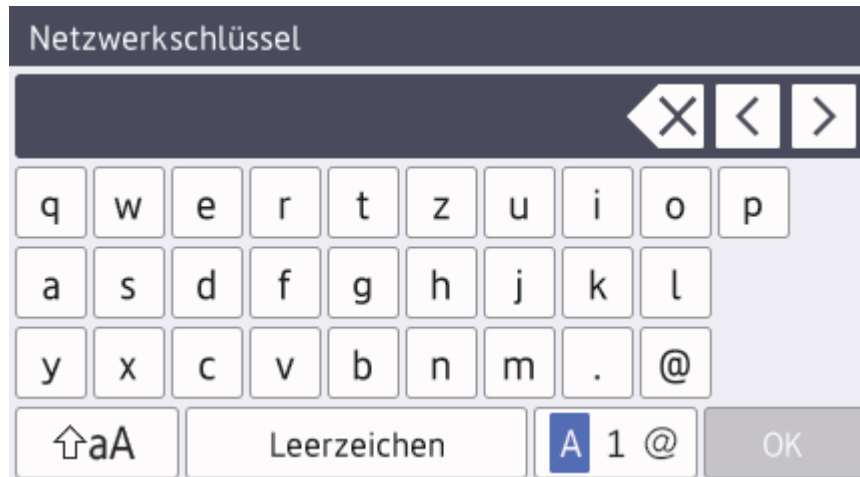 Netzwerkschlüssel
q w e r t z u i o p
a s d f g h j k l
y x c v b n m . @
aA Leerzeichen A 1 @ OK